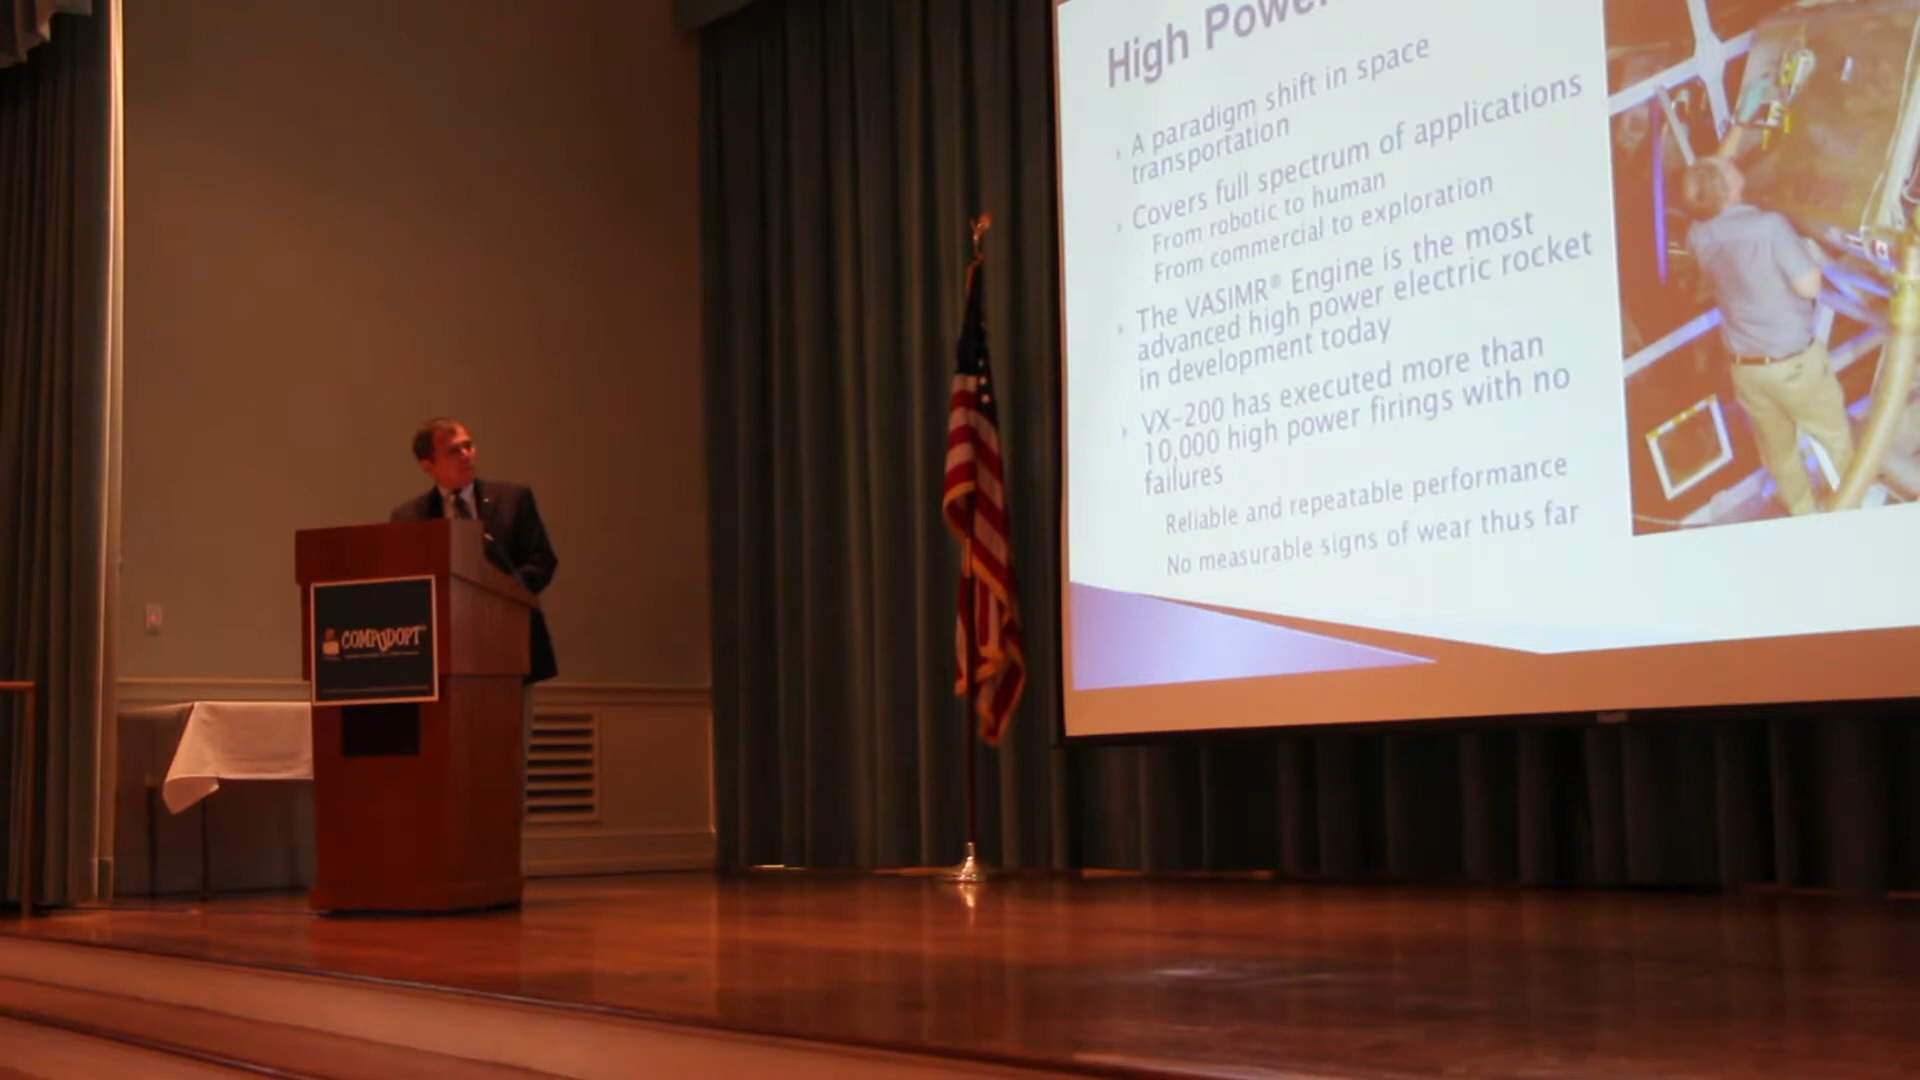 High Power
A paradigm shift in space
transportation
Covers full spectrum of applications
From robotic to human
From commercial to exploration
The VASIMR® Engine is the most
advanced high power electric rocket
in development today
VX-200 has executed more than
10,000 high power firings with no
failures
Reliable and repeatable performance
No measurable signs of wear thus far
COMPUDOPT